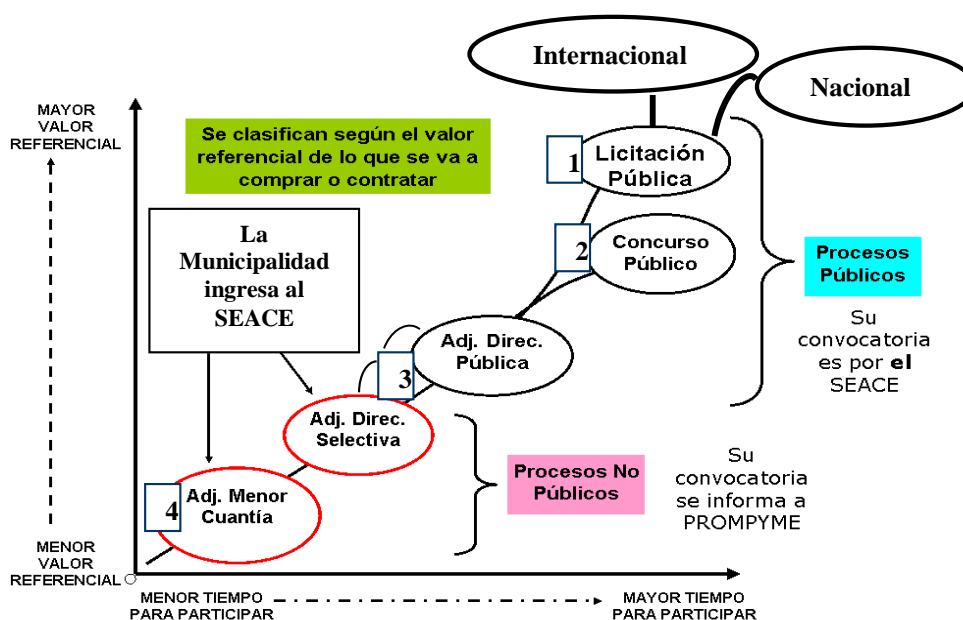 Internacional
Nacional
MAYOR
VALOR
REFERENCIAL
Se clasifican según el valor
referencial de lo que se va a
comprar o contratar
1
Licitación
Pública
La
Municipalidad
ingresa al
SEACE
2
Concurso
Público
Procesos
Públicos
Su
convocatoria
es por el
SEACE
3
Adj. Direc.
Pública
Adj. Direc.
Selectiva
Procesos No
Públicos
Su
convocatoria
se informa a
PROMPYME
4
Adj. Menor
Cuantía
MENOR
VALOR
REFERENCIAL
MENOR TIEMPO
PARA PARTICIPAR
MAYOR TIEMPO
PARA PARTICIPAR